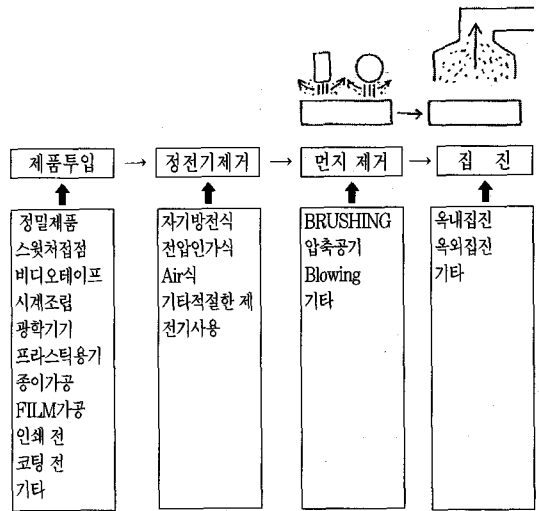 제품투입 → 정전기제거 → 먼지 제거 → 집 진
정밀제품
스윗처접점
비디오테이프
시계조립
광학기기
프라스틱용기
종이가공
FILM가공
인쇄 전
코팅 전
기타
자기방전식
전압인가식
Air식
기타적절한 제
전기사용
BRUSHING
압축공기
Blowing
기타
옥내집진
옥외집진
기타